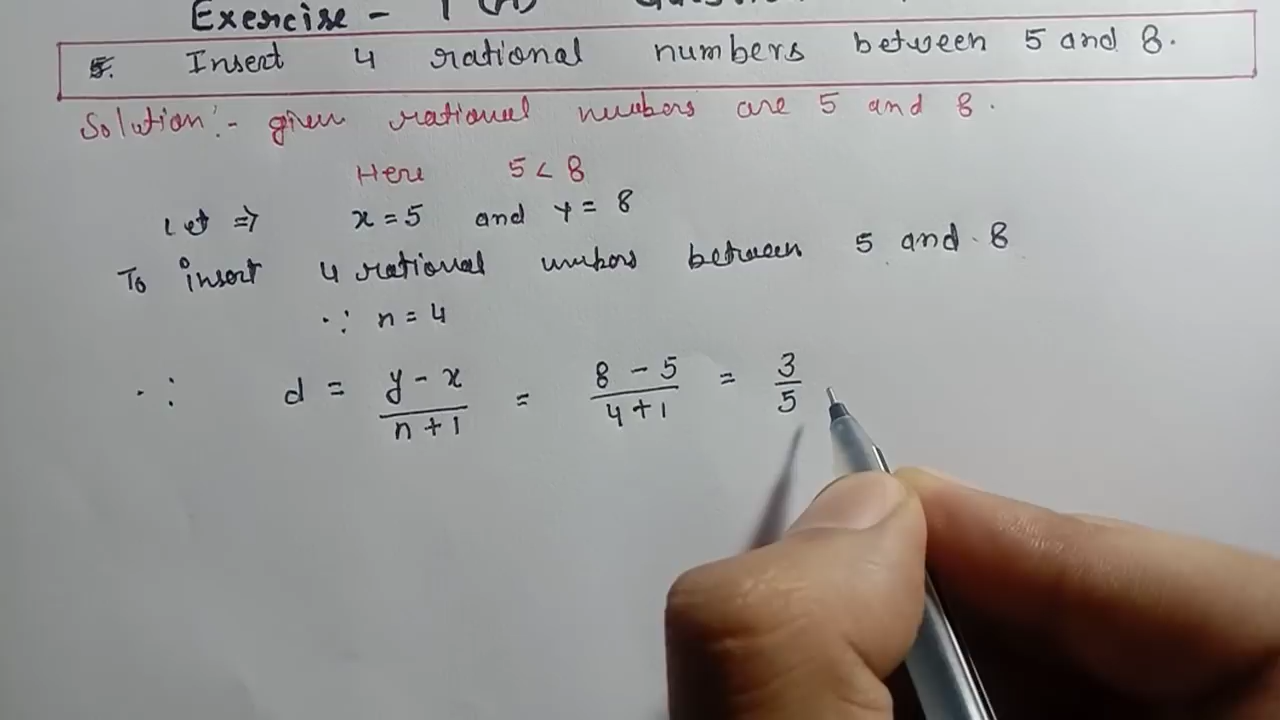 Exercise -
5. Insert 4 rational numbers between 5 and 8.
Solution:- given rational numbers are 5 and 8.
Here 5 < 8
Let ⇒ x = 5 and y = 8
To insert 4 rational numbers between 5 and 8
∵ n = 4
∵ d = y - x / n + 1 = 8 - 5 / 4 + 1 = 3 / 5